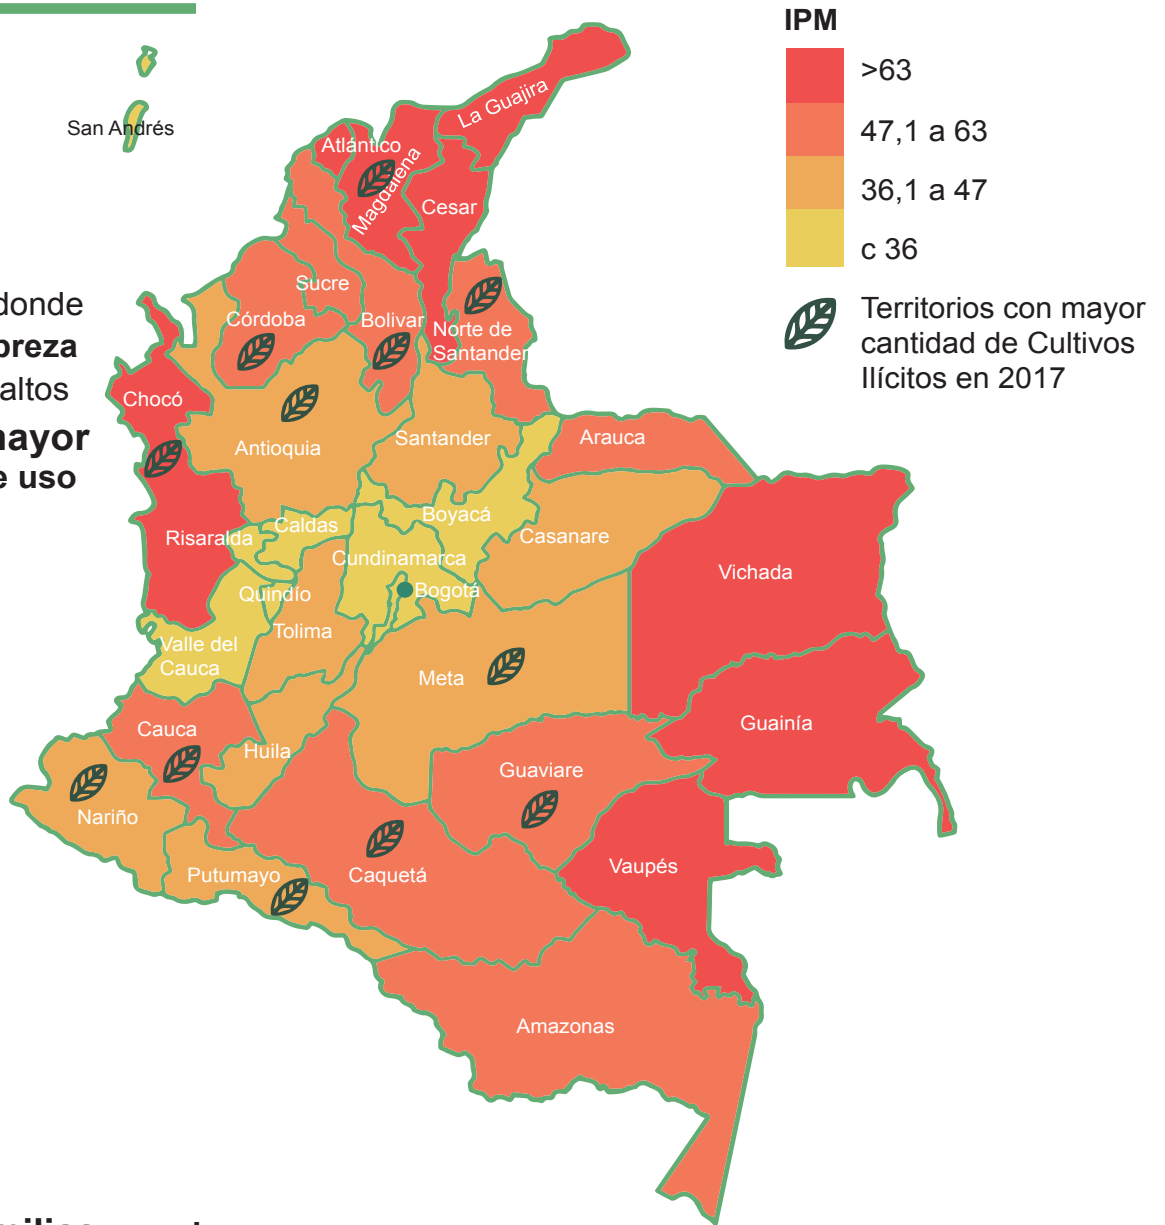 IPM
>63
47,1 a 63
36,1 a 47
c 36
Territorios con mayor
cantidad de Cultivos
Ilícitos en 2017
San Andrés
donde
breza
altos
mayor
e uso
La Guajira
Atlántico
Magdalena
Cesar
Sucre
Córdoba
Bolivar
Norte de
Santander
Chocó
Antioquia
Santander
Arauca
Boyacá
Caldas
Risaralda
Casanare
Cundinamarca
Vichada
Bogotá
Quindío
Tolima
Valle del
Cauca
Meta
Guainía
Cauca
Huila
Guaviare
Nariño
Putumayo
Caquetá
Vaupés
Amazonas